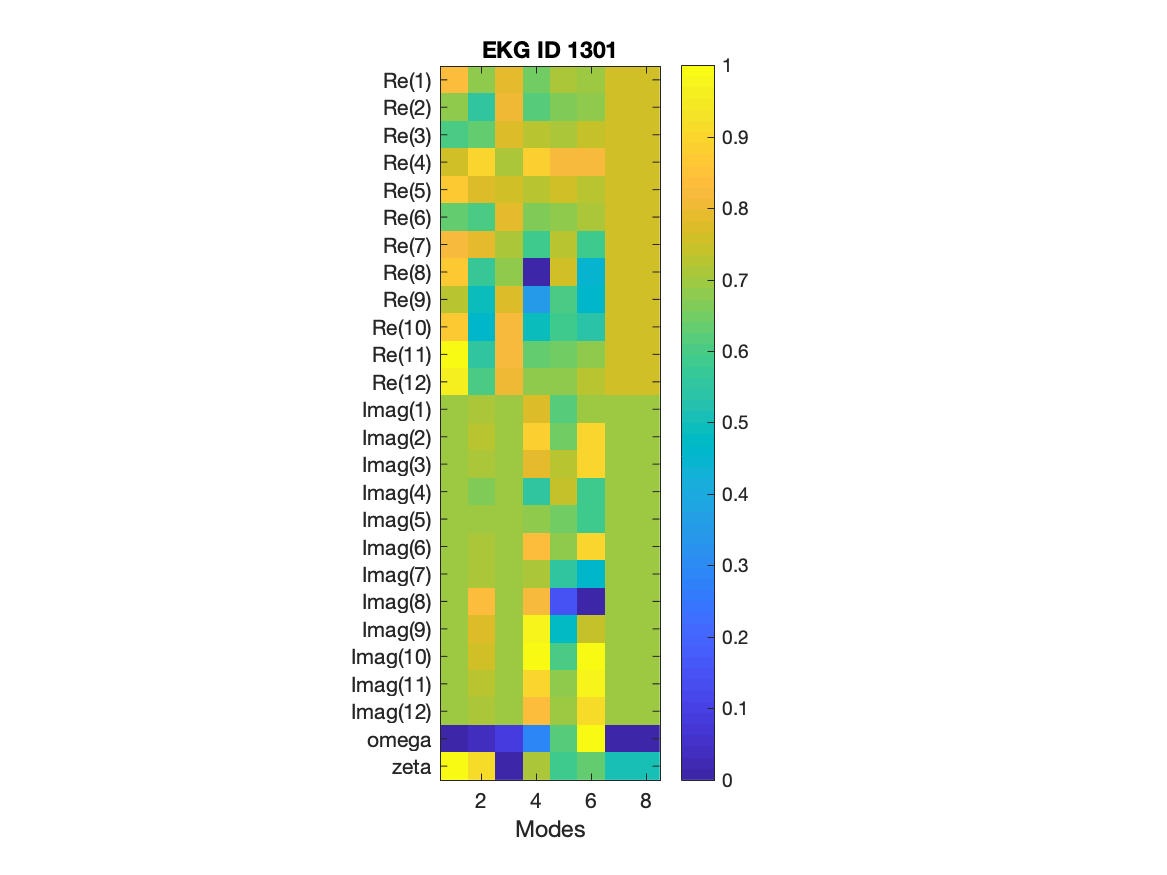 EKG ID 1301
Re(1)
Re(2)
Re(3)
Re(4)
Re(5)
Re(6)
Re(7)
Re(8)
Re(9)
Re(10)
Re(11)
Re(12)
Imag(1)
Imag(2)
Imag(3)
Imag(4)
Imag(5)
Imag(6)
Imag(7)
Imag(8)
Imag(9)
Imag(10)
Imag(11)
Imag(12)
omega
zeta
2 4 6 8
Modes
1
0.9
0.8
0.7
0.6
0.5
0.4
0.3
0.2
0.1
0